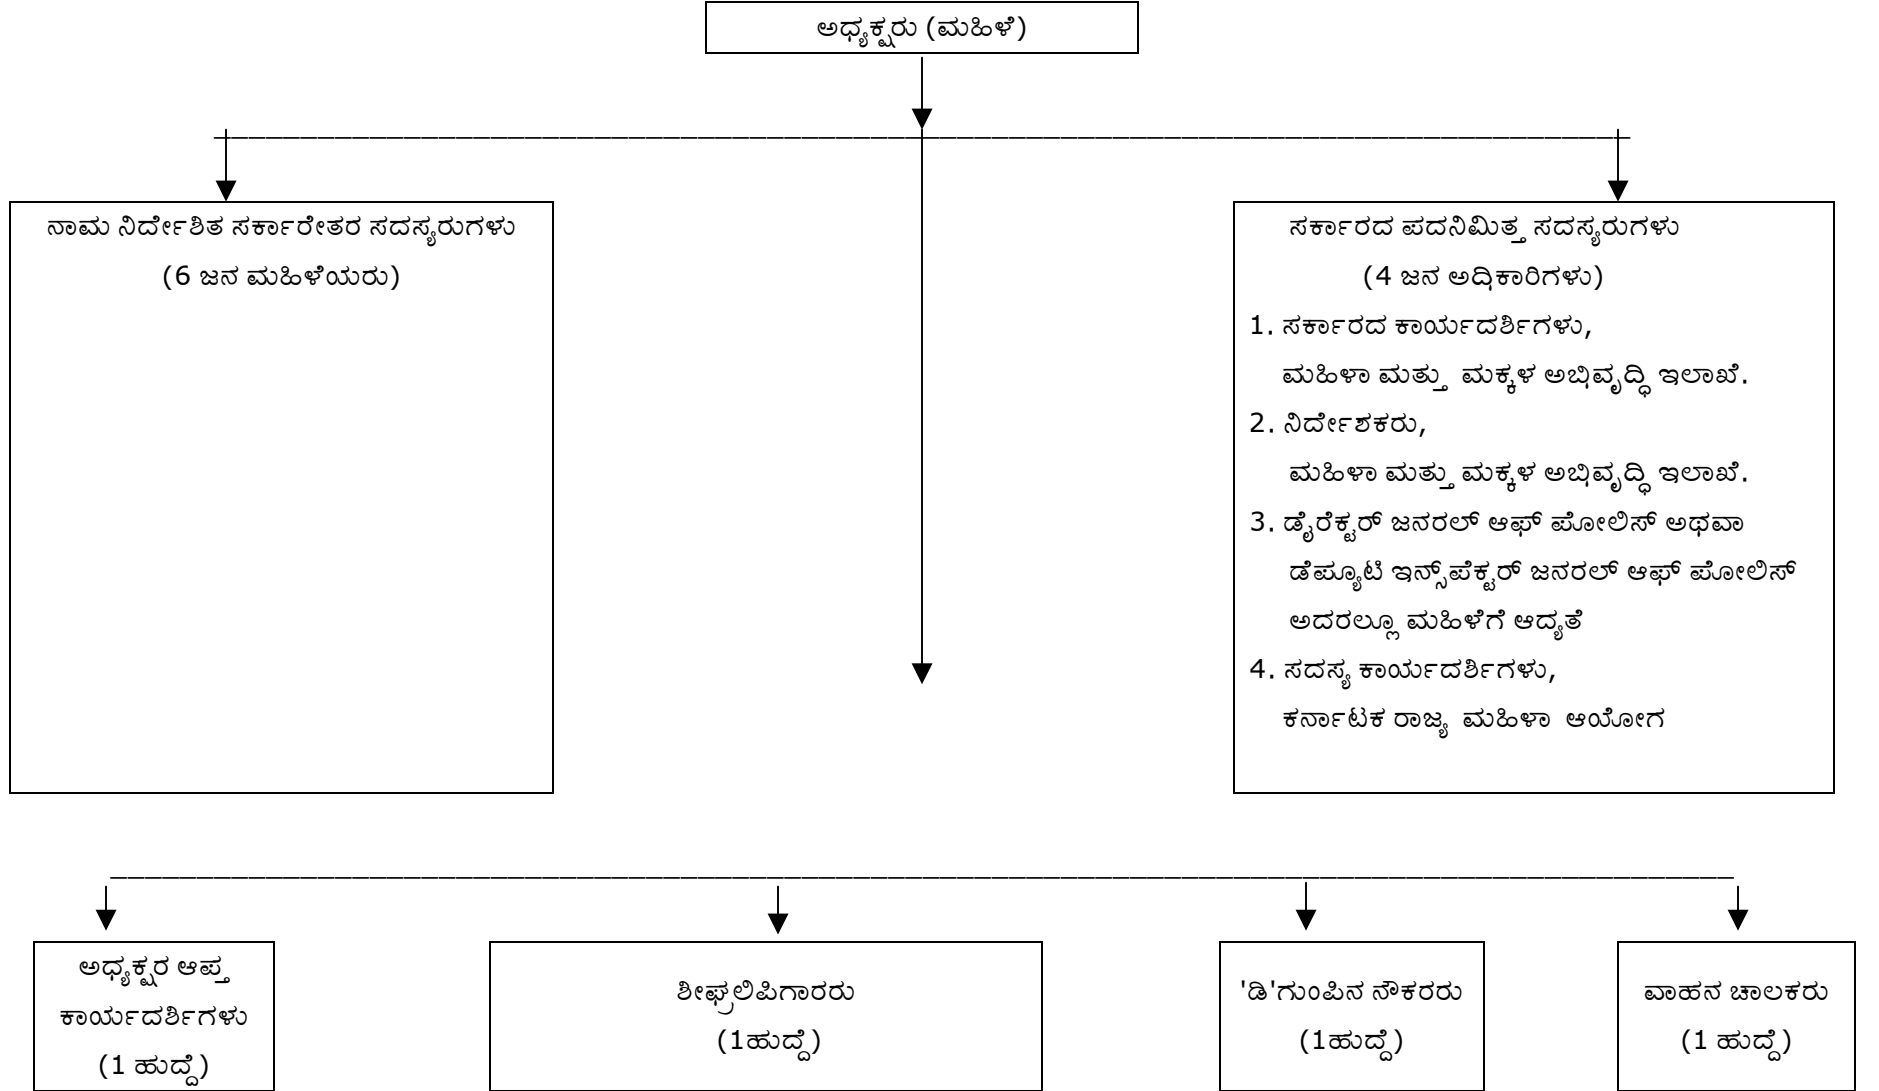 ಅಧ್ಯಕ್ಷರು (ಮಹಿಳೆ)
ನಾಮ ನಿರ್ದೇಶಿತ ಸರ್ಕಾರೇತರ ಸದಸ್ಯರುಗಳು
(6 ಜನ ಮಹಿಳೆಯರು)
ಸರ್ಕಾರದ ಪದನಿಮಿತ್ತ ಸದಸ್ಯರುಗಳು
(4 ಜನ ಅಧಿಕಾರಿಗಳು)
1. ಸರ್ಕಾರದ ಕಾರ್ಯದರ್ಶಿಗಳು,
ಮಹಿಳಾ ಮತ್ತು ಮಕ್ಕಳ ಅಭಿವೃದ್ಧಿ ಇಲಾಖೆ.
2. ನಿರ್ದೇಶಕರು,
ಮಹಿಳಾ ಮತ್ತು ಮಕ್ಕಳ ಅಭಿವೃದ್ಧಿ ಇಲಾಖೆ.
3. ಡೈರೆಕ್ಟರ್ ಜನರಲ್ ಆಫ್ ಪೋಲಿಸ್ ಅಥವಾ
ಡೆಪ್ಯೂಟಿ ಇನ್ಸ್‌ಪೆಕ್ಟರ್ ಜನರಲ್ ಆಫ್ ಪೋಲಿಸ್
ಅದರಲ್ಲೂ ಮಹಿಳೆಗೆ ಆದ್ಯತೆ
4. ಸದಸ್ಯ ಕಾರ್ಯದರ್ಶಿಗಳು,
ಕರ್ನಾಟಕ ರಾಜ್ಯ ಮಹಿಳಾ ಆಯೋಗ
ಅಧ್ಯಕ್ಷರ ಆಪ್ತ
ಕಾರ್ಯದರ್ಶಿಗಳು
(1 ಹುದ್ದೆ)
ಶೀಘ್ರಲಿಪಿಗಾರರು
(1ಹುದ್ದೆ)
'ಡಿ'ಗುಂಪಿನ ನೌಕರರು
(1ಹುದ್ದೆ)
ವಾಹನ ಚಾಲಕರು
(1 ಹುದ್ದೆ)